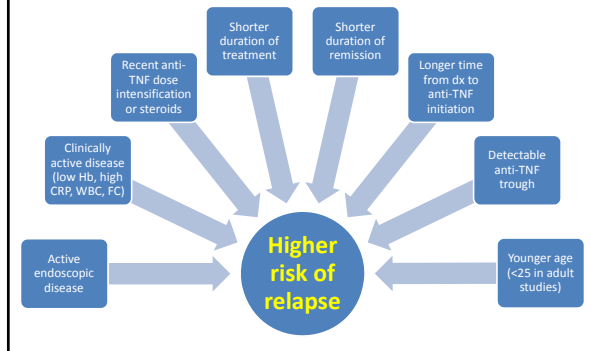 Shorter
duration of
treatment
Shorter
duration of
remission
Recent anti-
TNF dose
intensification
or steroids
Longer time
from dx to
anti-TNF
initiation
Clinically
active disease
(low Hb, high
CRP, WBC, FC)
Detectable
anti-TNF
trough
Active
endoscopic
disease
Younger age
(<25 in adult
studies)
Higher
risk of
relapse